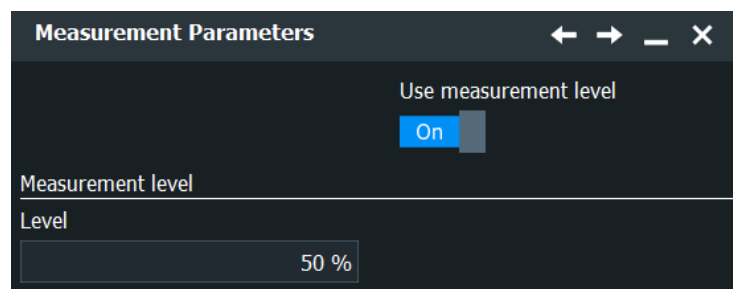 Measurement Parameters
Use measurement level
On
Measurement level
Level
50 %